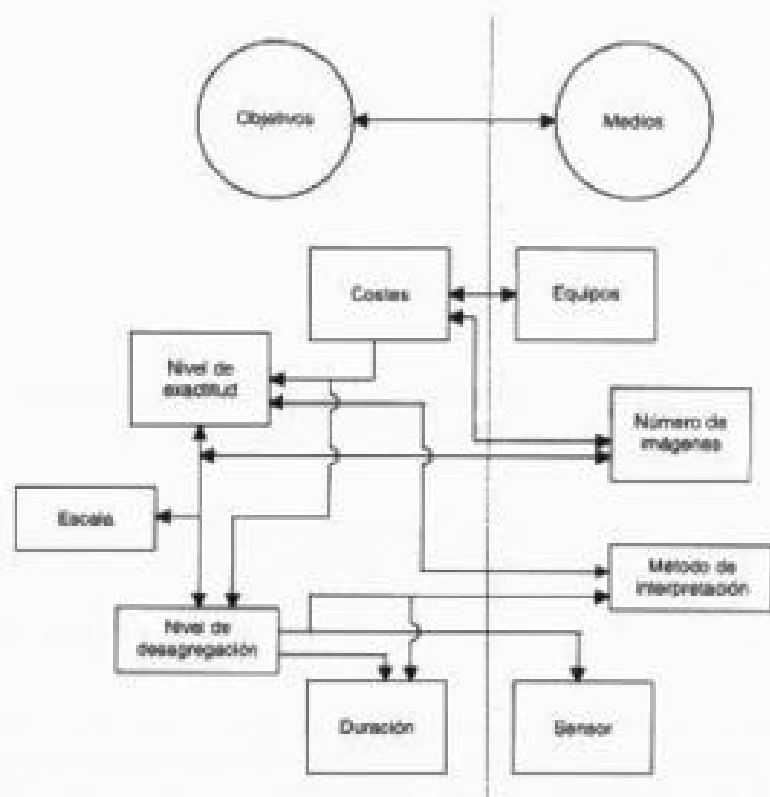 Objetivos
Medios
Costes
Equipos
Nivel de
exactitud
Número de
imágenes
Escala
Método de
interpretación
Nivel de
desagregación
Duración
Sensor